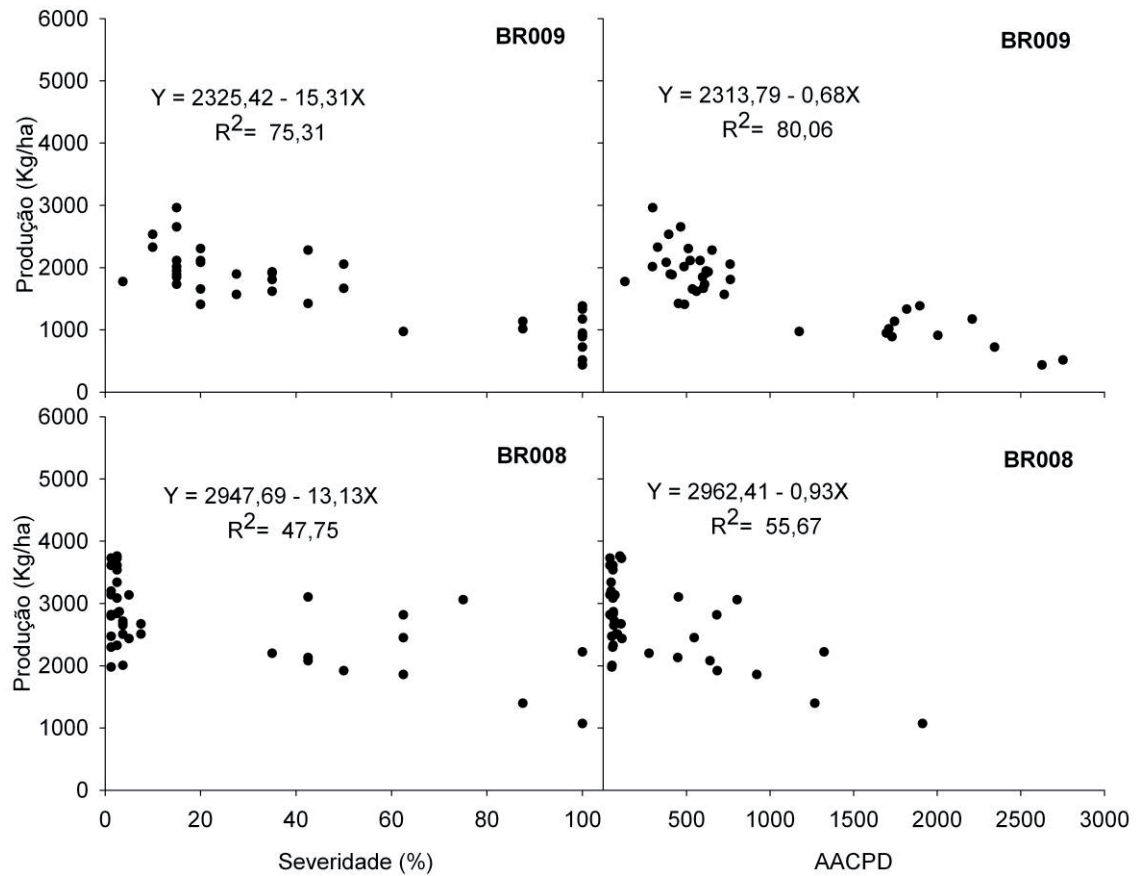 6000
5000
4000
3000
2000
1000
0
Produção (Kg/ha)
BR009
Y = 2325,42 - 15,31X
R²= 75,31
BR009
Y = 2313,79 - 0,68X
R²= 80,06
6000
5000
4000
3000
2000
1000
0
Produção (Kg/ha)
BR008
Y = 2947,69 - 13,13X
R²= 47,75
BR008
Y = 2962,41 - 0,93X
R²= 55,67
0 20 40 60 80 100
500 1000 1500 2000 2500 3000
Severidade (%)
AACPD